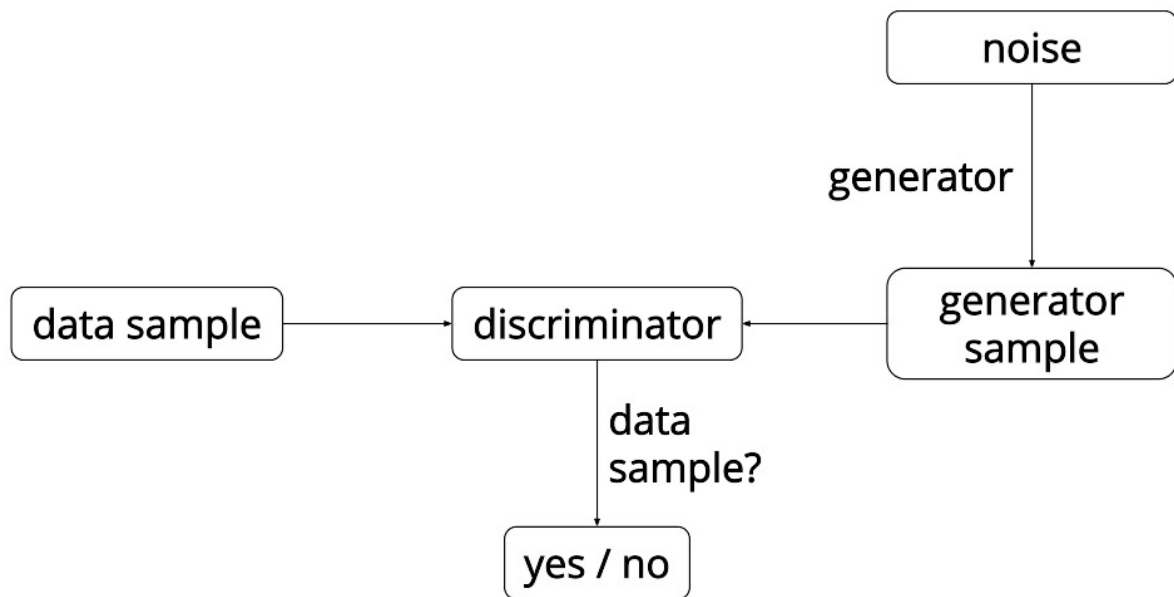 noise
generator
data sample
discriminator
generator
sample
data
sample?
yes / no